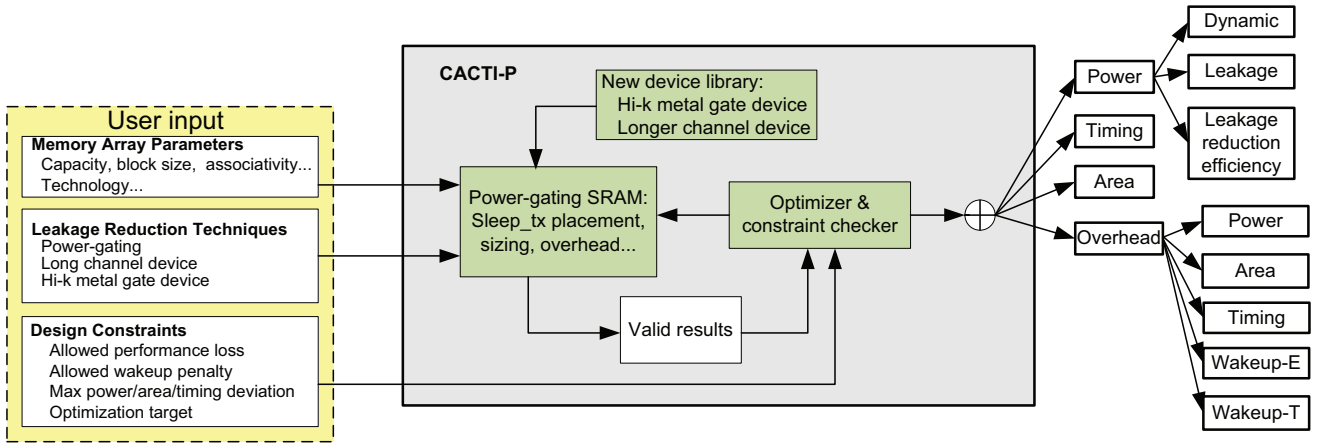 User input
Memory Array Parameters
Capacity, block size, associativity...
Technology...
Leakage Reduction Techniques
Power-gating
Long channel device
Hi-k metal gate device
Design Constraints
Allowed performance loss
Allowed wakeup penalty
Max power/area/timing deviation
Optimization target
CACTI-P
New device library:
Hi-k metal gate device
Longer channel device
Power-gating SRAM:
Sleep_tx placement,
sizing, overhead...
Optimizer &
constraint checker
Valid results
Power
Timing
Area
Overhead
Dynamic
Leakage
Leakage
reduction
efficiency
Power
Area
Timing
Wakeup-E
Wakeup-T